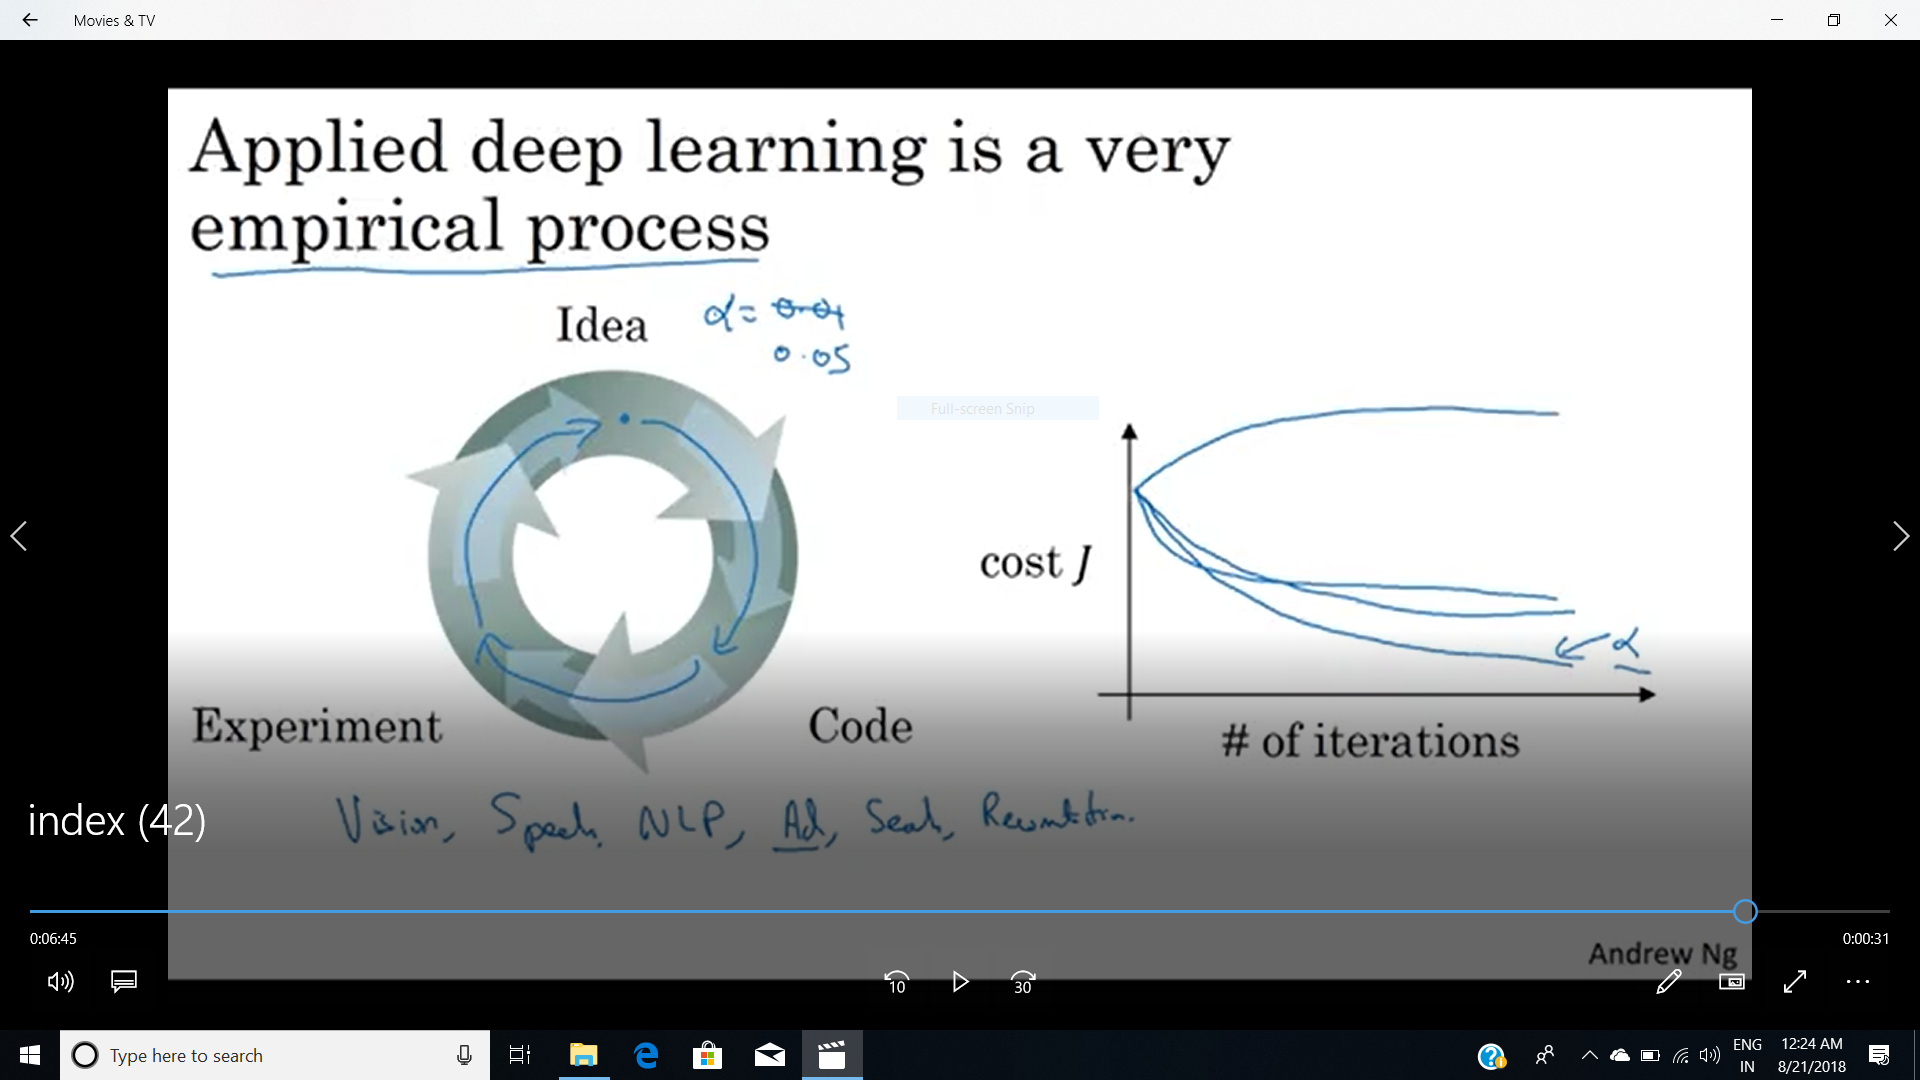 Movies & TV
Applied deep learning is a very
empirical process
Idea
α = 0.01
0.05
Full-screen Snip
cost J
α
Experiment
Code
# of iterations
index (42)
Vision, Speech, NLP, Ad, Search, Recommendation.
0:06:45
0:00:31
Andrew Ng
10
30
Type here to search
ENG
IN
12:24 AM
8/21/2018